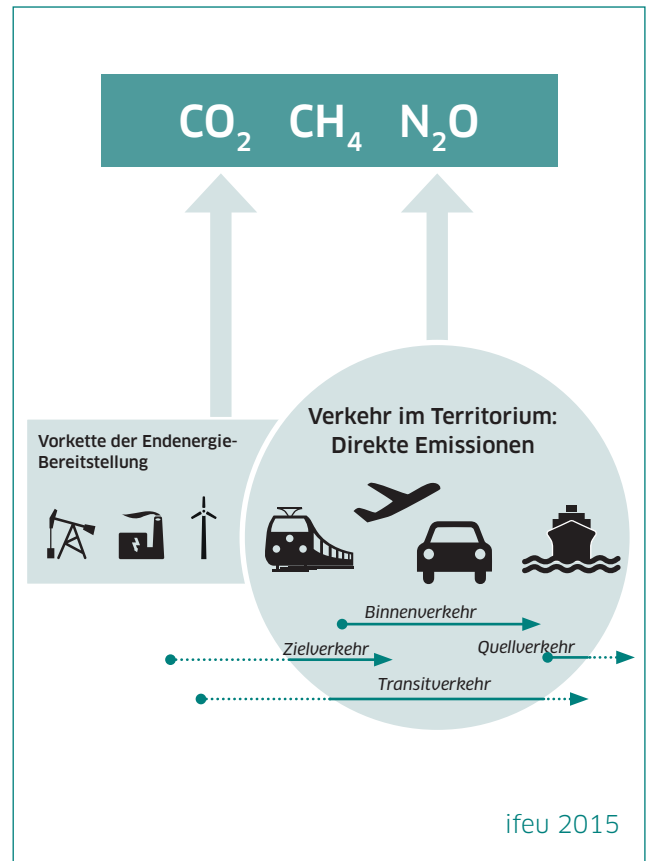 CO₂ CH₄ N₂O
Vorkette der Endenergie-
Bereitstellung
Verkehr im Territorium:
Direkte Emissionen
Binnenverkehr
Zielverkehr
Quellverkehr
Transitverkehr
ifeu 2015